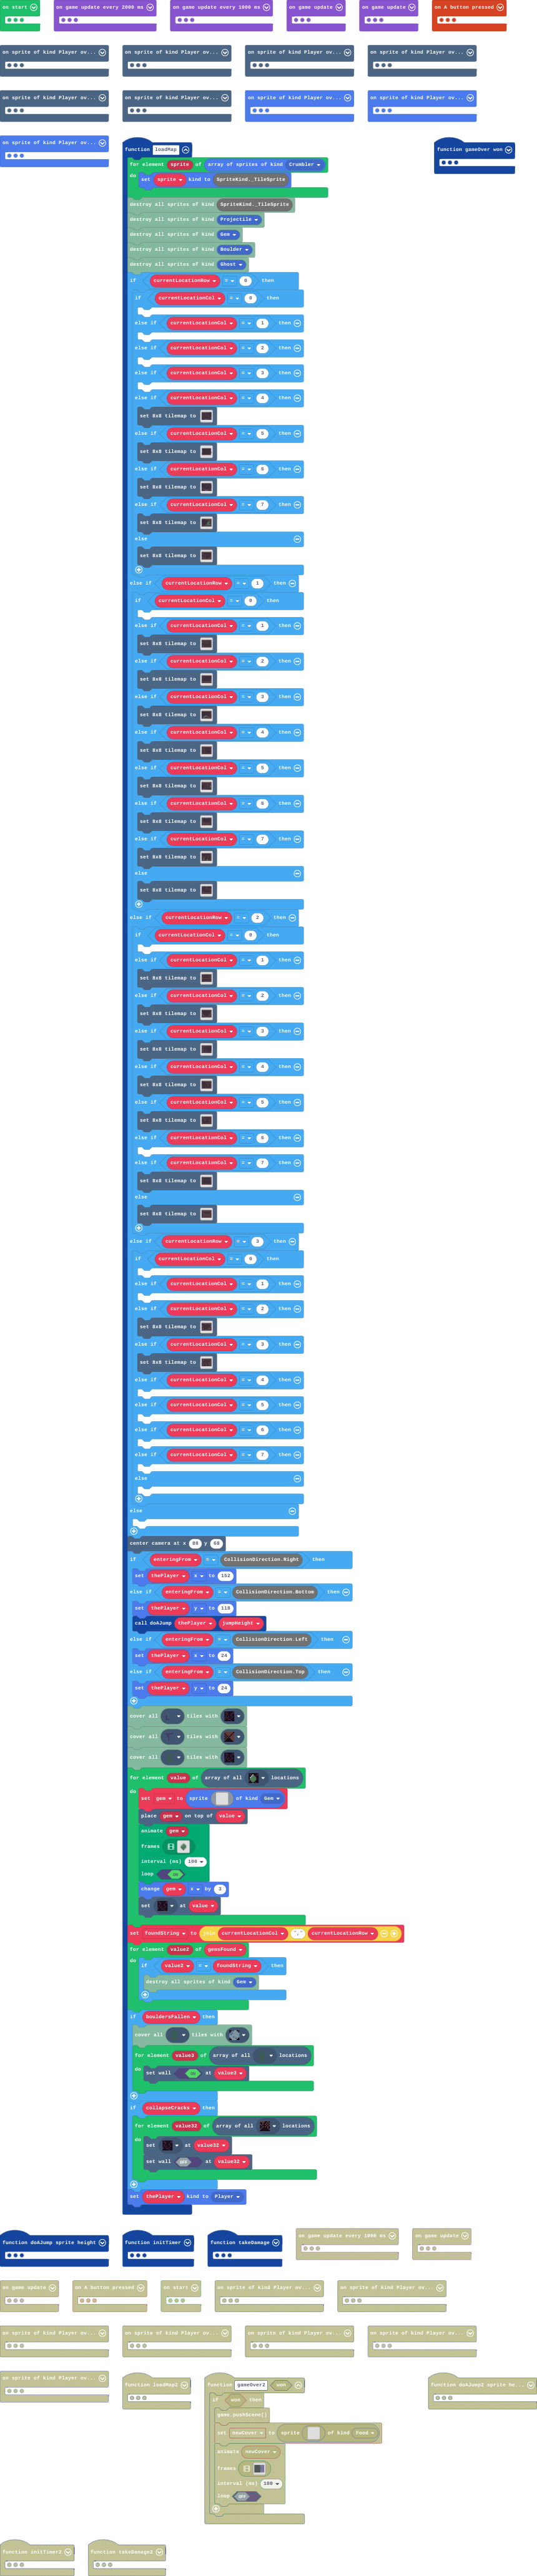 on start
on game update every 2000 ms
on game update every 1000 ms
on game update
on game update
on A button pressed
on sprite of kind Player ov...
on sprite of kind Player ov...
on sprite of kind Player ov...
on sprite of kind Player ov...
on sprite of kind Player ov...
on sprite of kind Player ov...
on sprite of kind Player ov...
on sprite of kind Player ov...
on sprite of kind Player ov...
function loadMap
function gameOver won
for element sprite of array of sprites of kind Crumbler
do
set sprite kind to SpriteKind._TileSprite
destroy all sprites of kind SpriteKind._TileSprite
destroy all sprites of kind Projectile
destroy all sprites of kind Gem
destroy all sprites of kind Boulder
destroy all sprites of kind Ghost
if currentLocationRow = 0 then
if currentLocationCol = 0 then
else if currentLocationCol = 1 then
else if currentLocationCol = 2 then
else if currentLocationCol = 3 then
else if currentLocationCol = 4 then
set 8x8 tilemap to
else if currentLocationCol = 5 then
set 8x8 tilemap to
else if currentLocationCol = 6 then
set 8x8 tilemap to
else if currentLocationCol = 7 then
set 8x8 tilemap to
else
set 8x8 tilemap to
else if currentLocationRow = 1 then
if currentLocationCol = 0 then
else if currentLocationCol = 1 then
set 8x8 tilemap to
else if currentLocationCol = 2 then
set 8x8 tilemap to
else if currentLocationCol = 3 then
set 8x8 tilemap to
else if currentLocationCol = 4 then
set 8x8 tilemap to
else if currentLocationCol = 5 then
set 8x8 tilemap to
else if currentLocationCol = 6 then
set 8x8 tilemap to
else if currentLocationCol = 7 then
set 8x8 tilemap to
else
set 8x8 tilemap to
else if currentLocationRow = 2 then
if currentLocationCol = 0 then
else if currentLocationCol = 1 then
set 8x8 tilemap to
else if currentLocationCol = 2 then
set 8x8 tilemap to
else if currentLocationCol = 3 then
set 8x8 tilemap to
else if currentLocationCol = 4 then
set 8x8 tilemap to
else if currentLocationCol = 5 then
set 8x8 tilemap to
else if currentLocationCol = 6 then
else if currentLocationCol = 7 then
set 8x8 tilemap to
else
set 8x8 tilemap to
else if currentLocationRow = 3 then
if currentLocationCol = 0 then
else if currentLocationCol = 1 then
else if currentLocationCol = 2 then
set 8x8 tilemap to
else if currentLocationCol = 3 then
set 8x8 tilemap to
else if currentLocationCol = 4 then
else if currentLocationCol = 5 then
else if currentLocationCol = 6 then
else if currentLocationCol = 7 then
else
else
center camera at x 88 y 60
if enteringFrom = CollisionDirection.Right then
set thePlayer x to 152
else if enteringFrom = CollisionDirection.Bottom then
set thePlayer y to 118
call doAJump thePlayer jumpHeight
else if enteringFrom = CollisionDirection.Left then
set thePlayer x to 24
else if enteringFrom = CollisionDirection.Top then
set thePlayer y to 24
cover all tiles with
cover all tiles with
cover all tiles with
for element value of array of all locations
do
set gem to sprite of kind Gem
place gem on top of value
animate gem
frames
interval (ms) 100
loop ON
change gem x by 3
set at value
set foundString to join currentLocationCol "," currentLocationRow
for element value2 of gemsFound
do
if value2 = foundString then
destroy all sprites of kind Gem
if bouldersFallen then
cover all tiles with
for element value3 of array of all locations
do
set wall ON at value3
if collapseCracks then
for element value32 of array of all locations
do
set at value32
set wall OFF at value32
set thePlayer kind to Player
function doAJump sprite height
function initTimer
function takeDamage
on game update every 1000 ms
on game update
on game update
on A button pressed
on start
on sprite of kind Player ov...
on sprite of kind Player ov...
on sprite of kind Player ov...
on sprite of kind Player ov...
on sprite of kind Player ov...
on sprite of kind Player ov...
on sprite of kind Player ov...
function loadMap2
function gameOver2 won
function doAJump2 sprite he...
if won then
game.pushScene()
set newCover to sprite of kind Food
animate newCover
frames
interval (ms) 100
loop OFF
function initTimer2
function takeDamage2